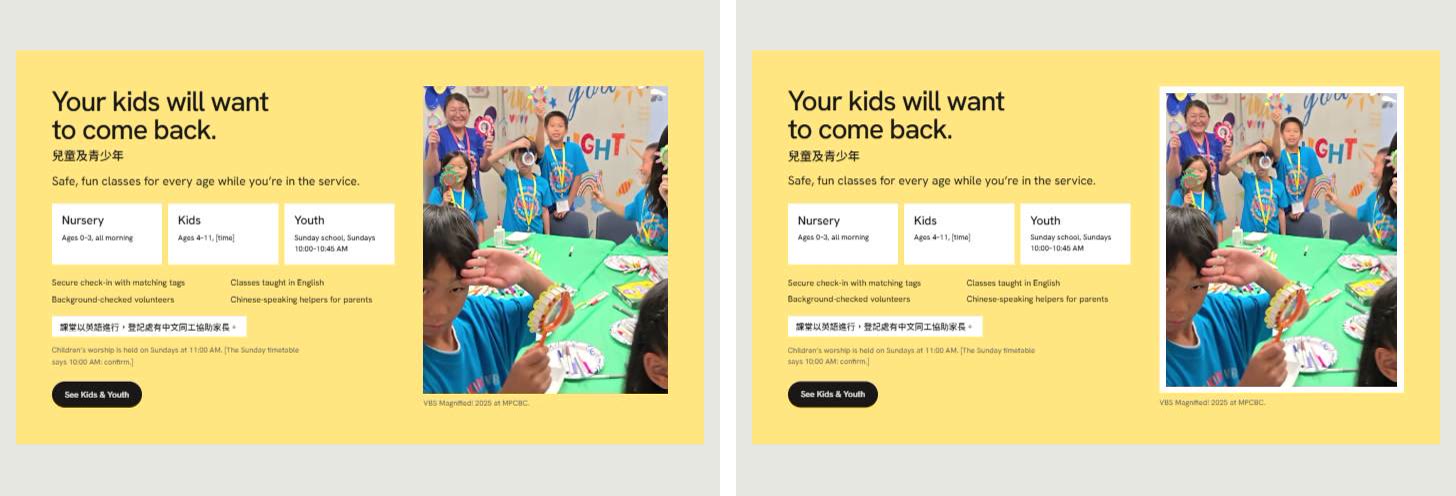 Your kids will want
to come back.
兒童及青少年
Safe, fun classes for every age while you're in the service.
Nursery
Ages 0–3, all morning
Kids
Ages 4–11, [time]
Youth
Sunday school, Sundays
10:00–10:45 AM
Secure check-in with matching tags
Classes taught in English
Background-checked volunteers
Chinese-speaking helpers for parents
課堂以英語進行，登記處有中文同工協助家長。
Children's worship is held on Sundays at 11:00 AM. [The Sunday timetable
says 10:00 AM: confirm.]
See Kids & Youth
you
GHT
VBS Magnified! 2025 at MPCBC.
Your kids will want
to come back.
兒童及青少年
Safe, fun classes for every age while you're in the service.
Nursery
Ages 0–3, all morning
Kids
Ages 4–11, [time]
Youth
Sunday school, Sundays
10:00–10:45 AM
Secure check-in with matching tags
Classes taught in English
Background-checked volunteers
Chinese-speaking helpers for parents
課堂以英語進行，登記處有中文同工協助家長。
Children's worship is held on Sundays at 11:00 AM. [The Sunday timetable
says 10:00 AM: confirm.]
See Kids & Youth
you
GHT
VBS Magnified! 2025 at MPCBC.